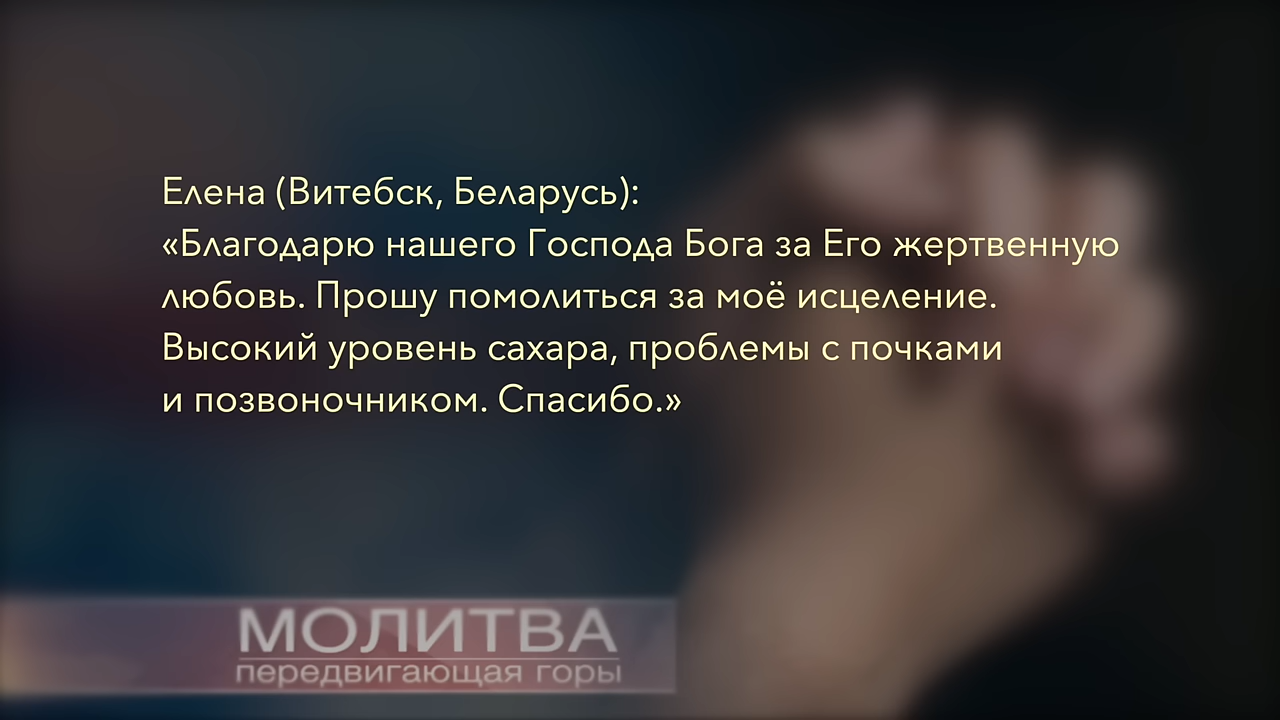 Елена (Витебск, Беларусь):
«Благодарю нашего Господа Бога за Его жертвенную
любовь. Прошу помолиться за моё исцеление.
Высокий уровень сахара, проблемы с почками
и позвоночником. Спасибо.»
МОЛИТВА
передвигающая горы